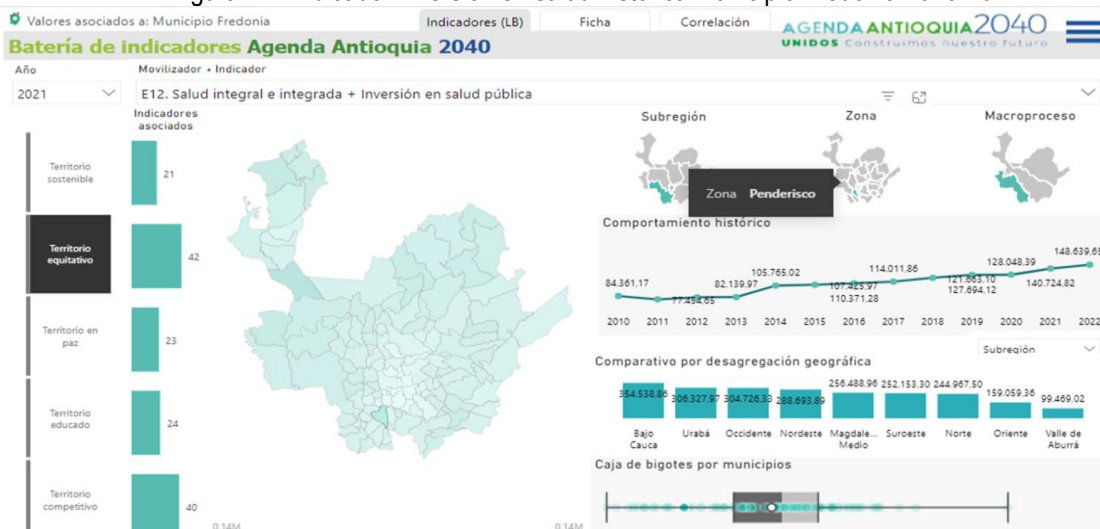 Valores asociados a: Municipio Fredonia
Indicadores (LB)
Ficha
Correlación
AGENDA ANTIOQUIA 2040
UNIDOS Construimos nuestro futuro
Batería de indicadores Agenda Antioquia 2040
Año
Movilizador + Indicador
2021
E12. Salud integral e integrada + Inversión en salud pública
Indicadores
asociados
Subregión
Zona
Macroproceso
Territorio
sostenible
21
Zona Penderisco
Territorio
equitativo
42
Comportamiento histórico
84.361,17
77.454,65
82.139,97
105.765,02
107.425,97
110.371,28
114.011,86
121.663,10
127.694,12
128.048,39
140.724,82
148.639,65
2010 2011 2012 2013 2014 2015 2016 2017 2018 2019 2020 2021 2022
Territorio en
paz
23
Subregión
Comparativo por desagregación geográfica
354.538,86 306.327,97 304.726,33 288.693,89 256.488,96 252.153,30 244.967,50 159.059,36 99.469,02
Bajo
Cauca
Urabá
Occidente
Nordeste
Magdale...
Medio
Suroeste
Norte
Oriente
Valle de
Aburrá
Territorio
educado
24
Caja de bigotes por municipios
Territorio
competitivo
40
0,14M
0,14M